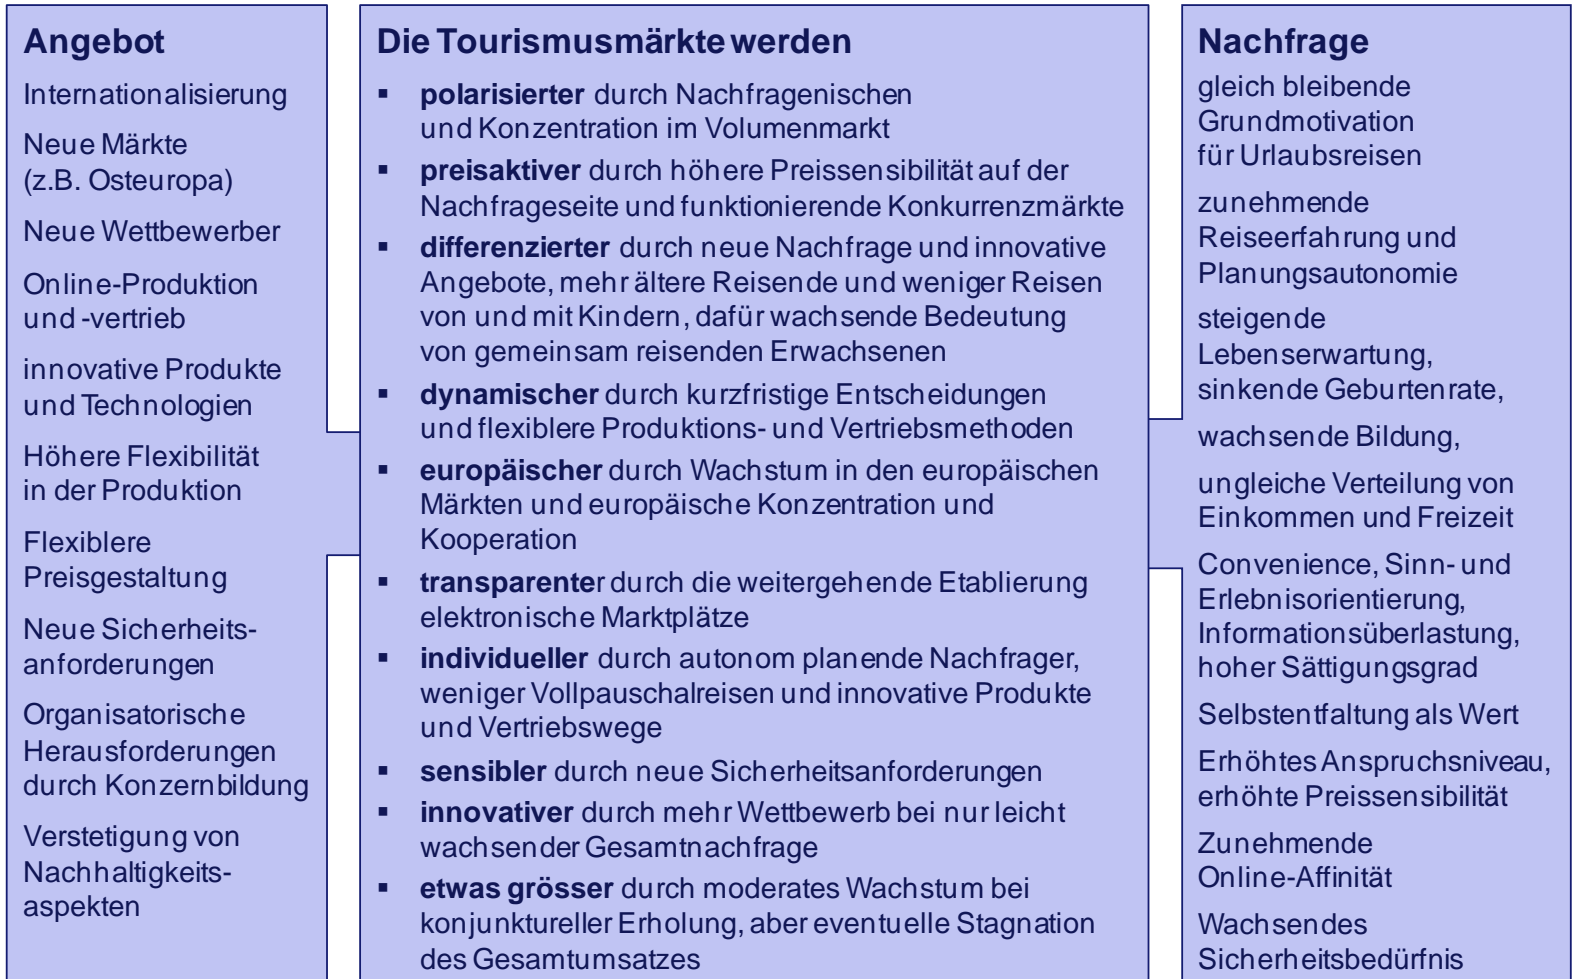 Angebot
Internationalisierung
Neue Märkte
(z.B. Osteuropa)
Neue Wettbewerber
Online-Produktion
und -vertrieb
innovative Produkte
und Technologien
Höhere Flexibilität
in der Produktion
Flexiblere
Preisgestaltung
Neue Sicherheits-
anforderungen
Organisatorische
Herausforderungen
durch Konzernbildung
Verstetigung von
Nachhaltigkeits-
aspekten
Die Tourismusmärkte werden
▪ polarisierter durch Nachfragenischen
und Konzentration im Volumenmarkt
▪ preisaktiver durch höhere Preissensibilität auf der
Nachfrageseite und funktionierende Konkurrenzmärkte
▪ differenzierter durch neue Nachfrage und innovative
Angebote, mehr ältere Reisende und weniger Reisen
von und mit Kindern, dafür wachsende Bedeutung
von gemeinsam reisenden Erwachsenen
▪ dynamischer durch kurzfristige Entscheidungen
und flexiblere Produktions- und Vertriebsmethoden
▪ europäischer durch Wachstum in den europäischen
Märkten und europäische Konzentration und
Kooperation
▪ transparenter durch die weitergehende Etablierung
elektronische Marktplätze
▪ individueller durch autonom planende Nachfrager,
weniger Vollpauschalreisen und innovative Produkte
und Vertriebswege
▪ sensibler durch neue Sicherheitsanforderungen
▪ innovativer durch mehr Wettbewerb bei nur leicht
wachsender Gesamtnachfrage
▪ etwas grösser durch moderates Wachstum bei
konjunktureller Erholung, aber eventuelle Stagnation
des Gesamtumsatzes
Nachfrage
gleich bleibende
Grundmotivation
für Urlaubsreisen
zunehmende
Reiseerfahrung und
Planungsautonomie
steigende
Lebenserwartung,
sinkende Geburtenrate,
wachsende Bildung,
ungleiche Verteilung von
Einkommen und Freizeit
Convenience, Sinn- und
Erlebnisorientierung,
Informationsüberlastung,
hoher Sättigungsgrad
Selbstentfaltung als Wert
Erhöhtes Anspruchsniveau,
erhöhte Preissensibilität
Zunehmende
Online-Affinität
Wachsendes
Sicherheitsbedürfnis